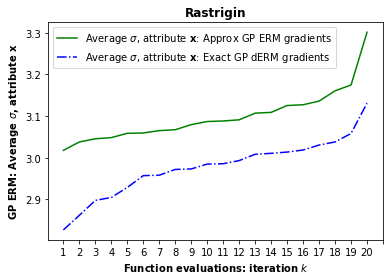 Rastrigin
Average σ, attribute x: Approx GP ERM gradients
Average σ, attribute x: Exact GP dERM gradients
GP ERM: Average σ, attribute x
3.3
3.2
3.1
3.0
2.9
1 2 3 4 5 6 7 8 9 10 11 12 13 14 15 16 17 18 19 20
Function evaluations: iteration k